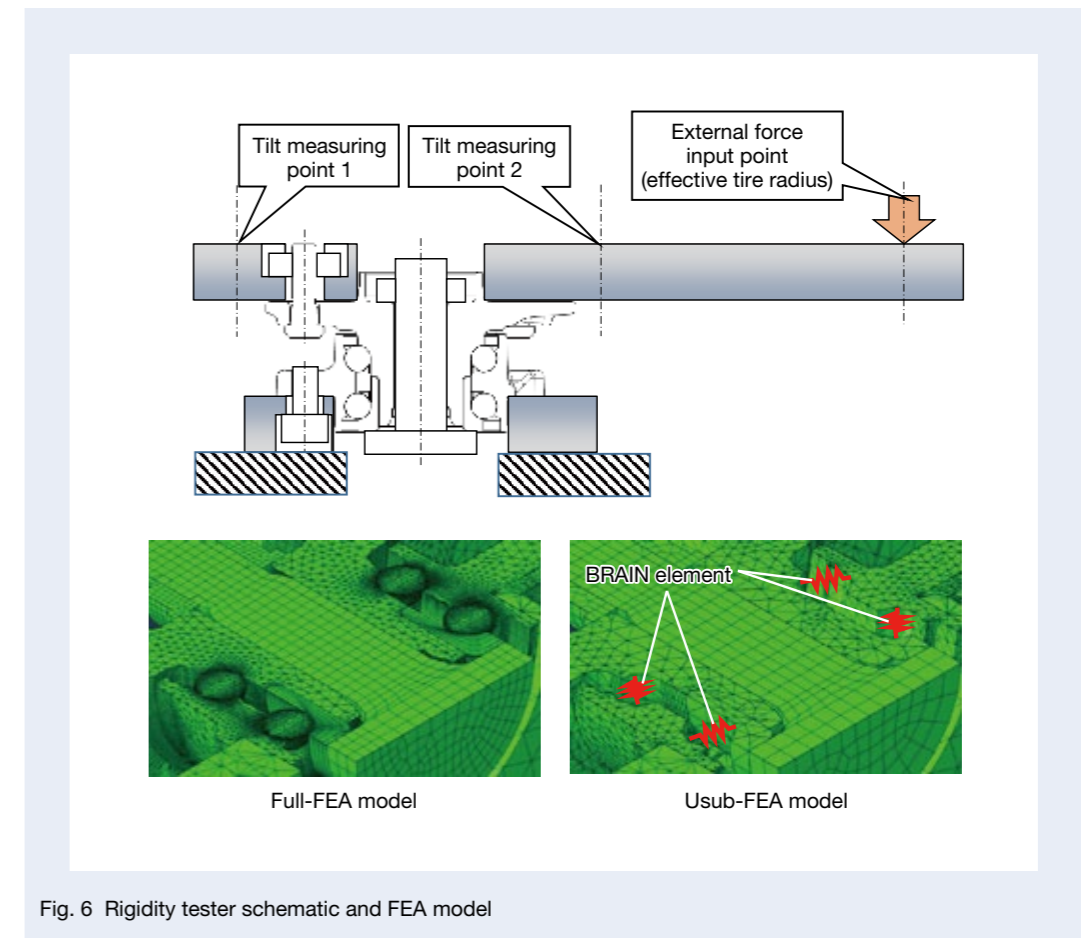 Tilt measuring
point 1
Tilt measuring
point 2
External force
input point
(effective tire radius)
BRAIN element
Full-FEA model
Usub-FEA model
Fig. 6 Rigidity tester schematic and FEA model